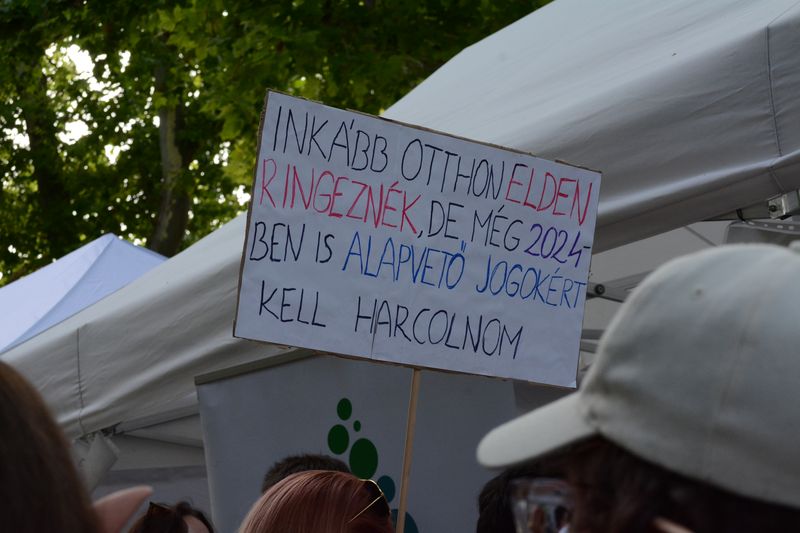 INKÁBB OTTHON ELDEN
RINGEZNÉK, DE MÉG 2024-
BEN IS ALAPVETŐ JOGOKÉRT
KELL HARCOLNOM